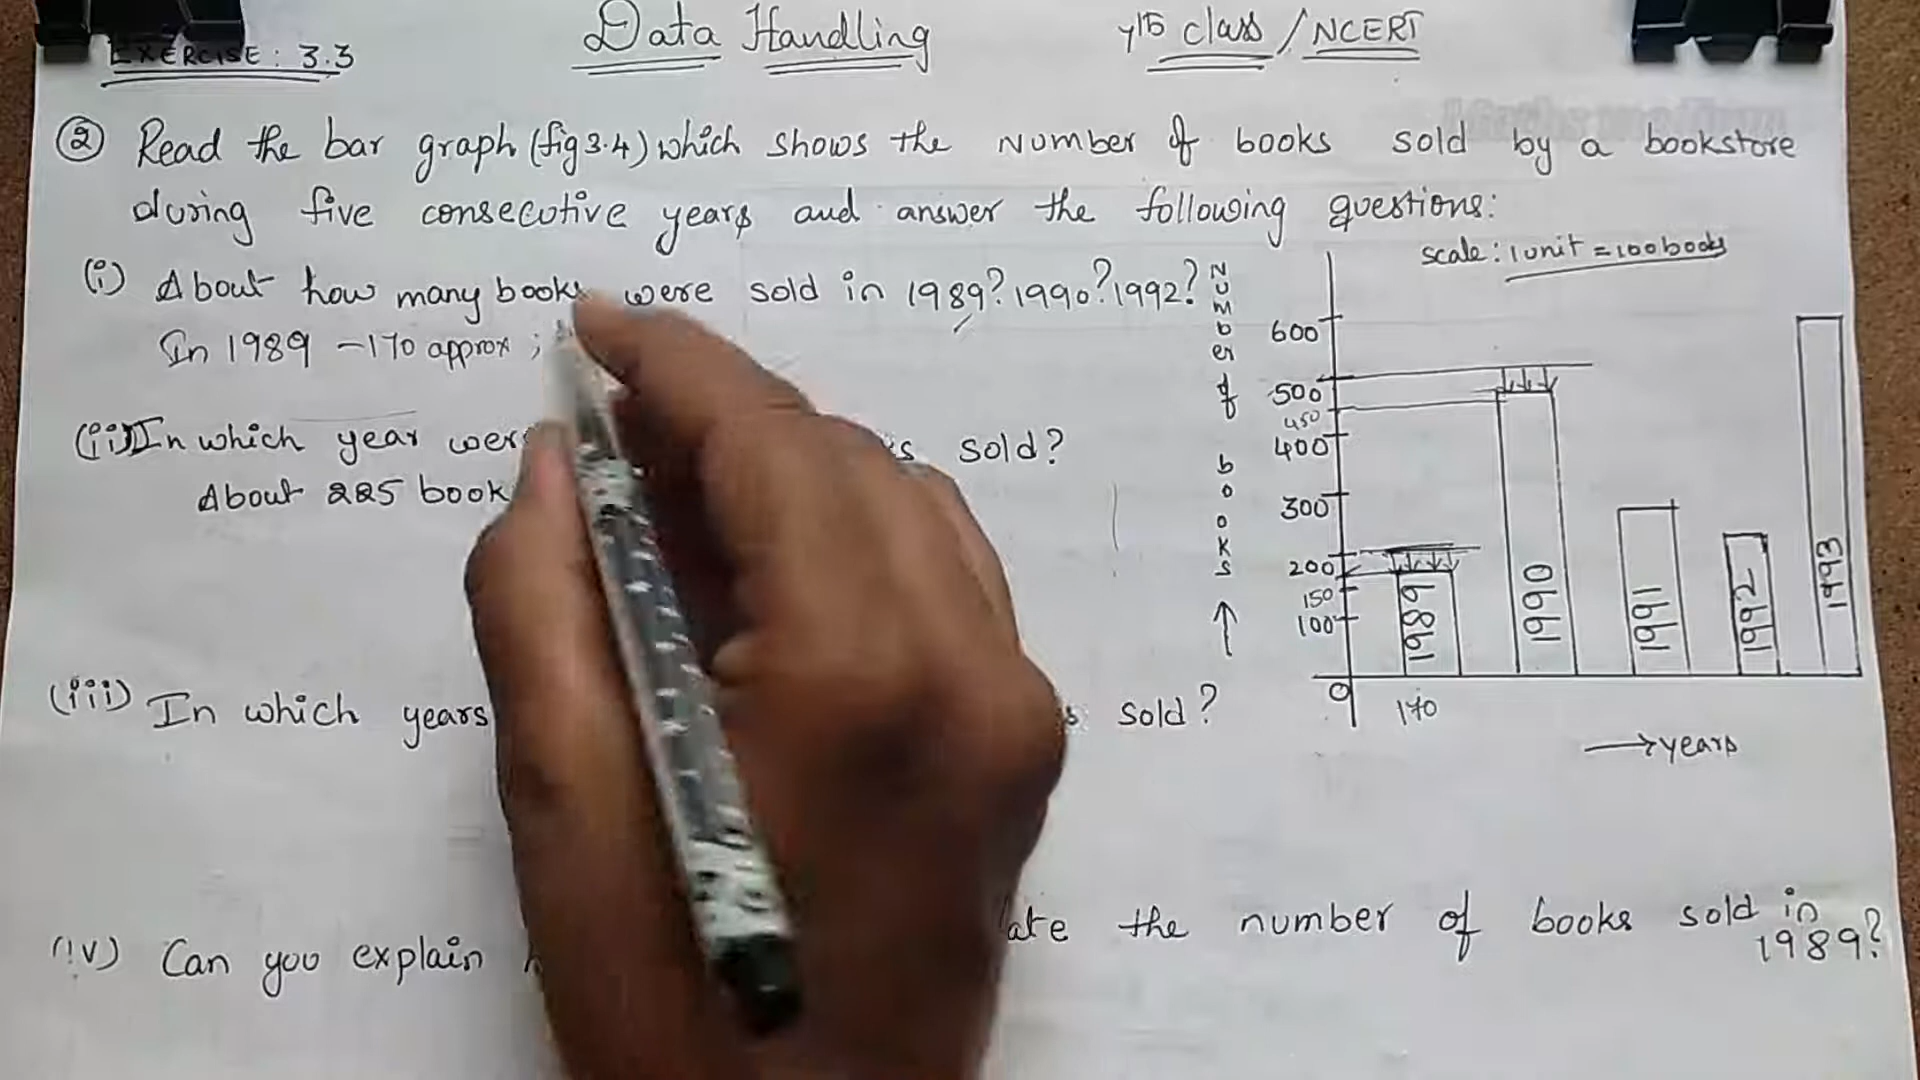 EXERCISE: 3.3
Data Handling
7th class / NCERT
② Read the bar graph (fig 3.4) which shows the Number of books sold by a bookstore
during five consecutive years and answer the following questions:
(i) About how many books were sold in 1989? 1990? 1992?
In 1989 - 170 approx ;
(ii) In which year were sold?
About 225 book
(iii) In which years sold?
(iv) Can you explain the number of books sold in
1989?
scale: 1 unit = 100 books
Number of books
600
500
450
400
300
200
150
100
0
1989
1990
1991
1992
1993
170
years